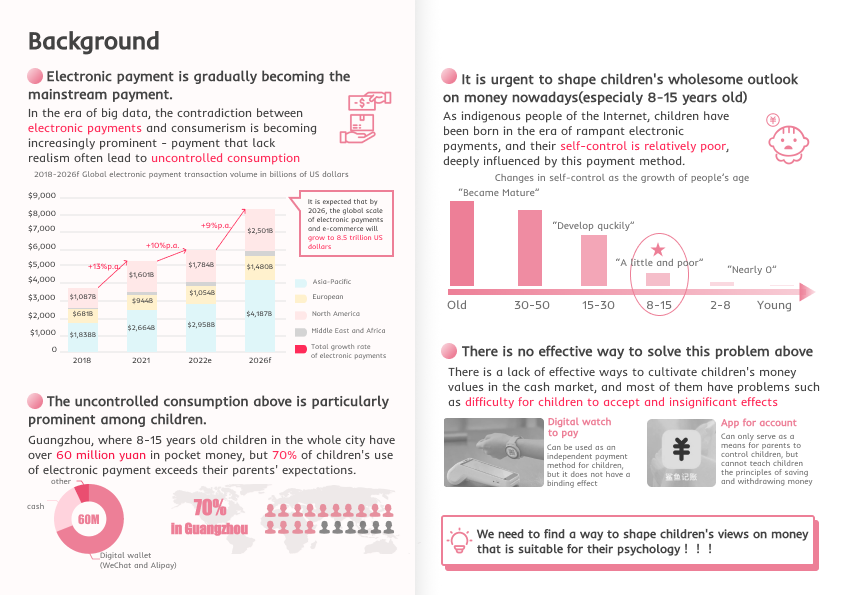 Background
Electronic payment is gradually becoming the
mainstream payment.
In the era of big data, the contradiction between
electronic payments and consumerism is becoming
increasingly prominent - payment that lack
realism often lead to uncontrolled consumption
2018-2026f Global electronic payment transaction volume in billions of US dollars
$9,000
$8,000
$7,000
$6,000
$5,000
$4,000
$3,000
$2,000
$1,000
0
+13%p.a.
+10%p.a.
+9%p.a.
$1,087B
$681B
$1,838B
$1,601B
$944B
$2,664B
$1,784B
$1,054B
$2,958B
$2,501B
$1,480B
$4,187B
2018
2021
2022e
2026f
It is expected that by
2026, the global scale
of electronic payments
and e-commerce will
grow to 8.5 trillion US
dollars
Asia-Pacific
European
North America
Middle East and Africa
Total growth rate
of electronic payments
The uncontrolled consumption above is particularly
prominent among children.
Guangzhou, where 8-15 years old children in the whole city have
over 60 million yuan in pocket money, but 70% of children's use
of electronic payment exceeds their parents' expectations.
other
cash
60M
Digital wallet
(WeChat and Alipay)
70%
in Guangzhou
It is urgent to shape children's wholesome outlook
on money nowadays(especialy 8-15 years old)
As indigenous people of the Internet, children have
been born in the era of rampant electronic
payments, and their self-control is relatively poor,
deeply influenced by this payment method.
¥
Changes in self-control as the growth of people's age
"Became Mature"
"Develop quckily"
"A little and poor"
"Nearly 0"
Old
30-50
15-30
8-15
2-8
Young
There is no effective way to solve this problem above
There is a lack of effective ways to cultivate children's money
values in the cash market, and most of them have problems such
as difficulty for children to accept and insignificant effects
Digital watch
to pay
Can be used as an
independent payment
method for children,
but it does not have a
binding effect
¥
鲨鱼记账
App for account
Can only serve as a
means for parents to
control children, but
cannot teach children
the principles of saving
and withdrawing money
We need to find a way to shape children's views on money
that is suitable for their psychology！！！